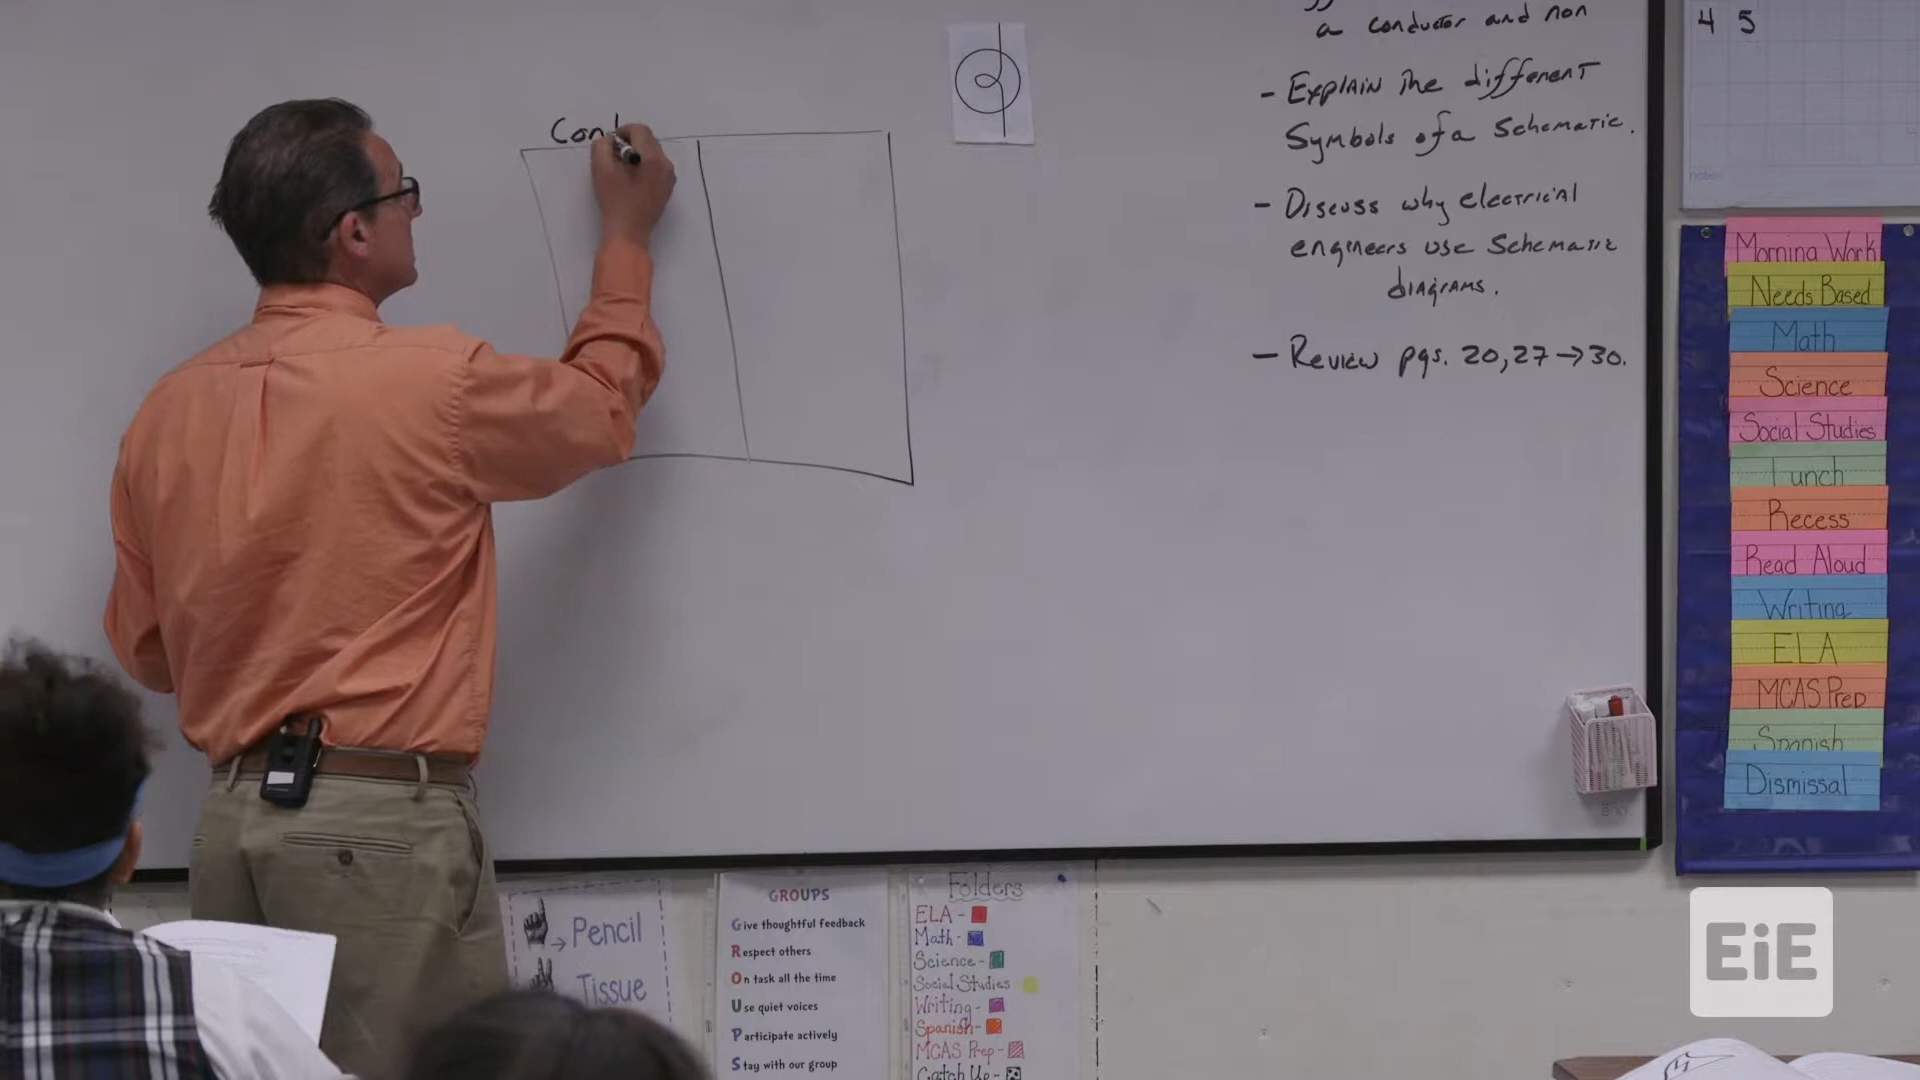 Con
a conductor and non
- Explain the different
Symbols of a Schematic.
- Discuss why electrical
engineers use Schematic
diagrams.
- Review pgs. 20, 27 → 30.
4 5
notes
Morning Work
Needs Based
Math
Science
Social Studies
Lunch
Recess
Read Aloud
Writing
ELA
MCAS Prep
Spanish
Dismissal
→ Pencil
Tissue
GROUPS
Give thoughtful feedback
Respect others
On task all the time
Use quiet voices
Participate actively
Stay with our group
Folders
ELA -
Math -
Science -
Social Studies
Writing -
Spanish -
MCAS Prep -
Catch Up -
EiE